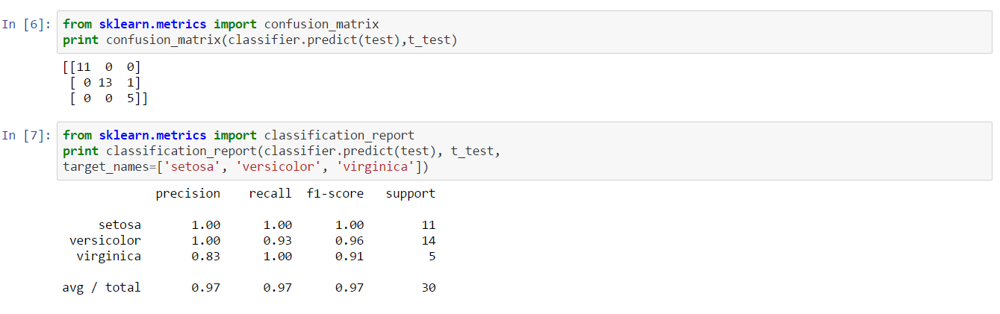 In [6]: from sklearn.metrics import confusion_matrix
print confusion_matrix(classifier.predict(test),t_test)
[[11  0  0]
 [ 0 13  1]
 [ 0  0  5]]
In [7]: from sklearn.metrics import classification_report
print classification_report(classifier.predict(test), t_test,
target_names=['setosa', 'versicolor', 'virginica'])
precision recall f1-score support
setosa 1.00 1.00 1.00 11
versicolor 1.00 0.93 0.96 14
virginica 0.83 1.00 0.91 5
avg / total 0.97 0.97 0.97 30